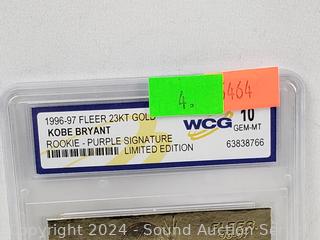 4.
464
1996-97 FLEER 23KT GOLD
KOBE BRYANT
ROOKIE - PURPLE SIGNATURE
LIMITED EDITION
WCG
10
GEM-MT
63838766
Copyright 2024 - Sound Auction Service